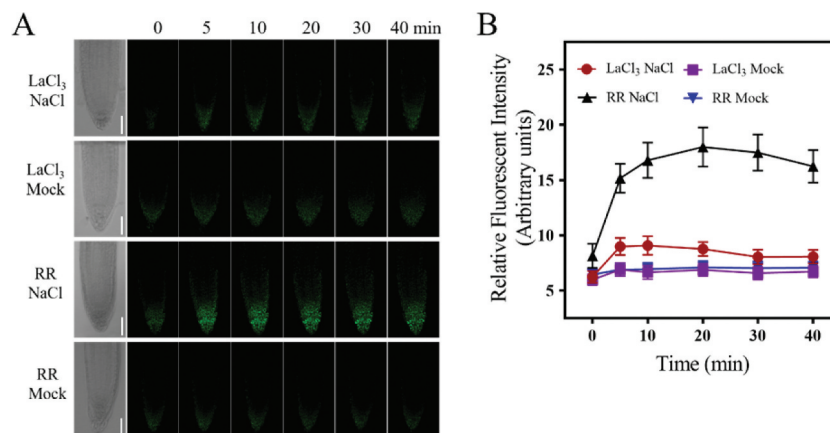 A
0 5 10 20 30 40 min
LaCl₃
NaCl
LaCl₃
Mock
RR
NaCl
RR
Mock
B
Relative Fluorescent Intensity
(Arbitrary units)
25
20
15
10
5
LaCl₃ NaCl
LaCl₃ Mock
RR NaCl
RR Mock
0 10 20 30 40
Time (min)